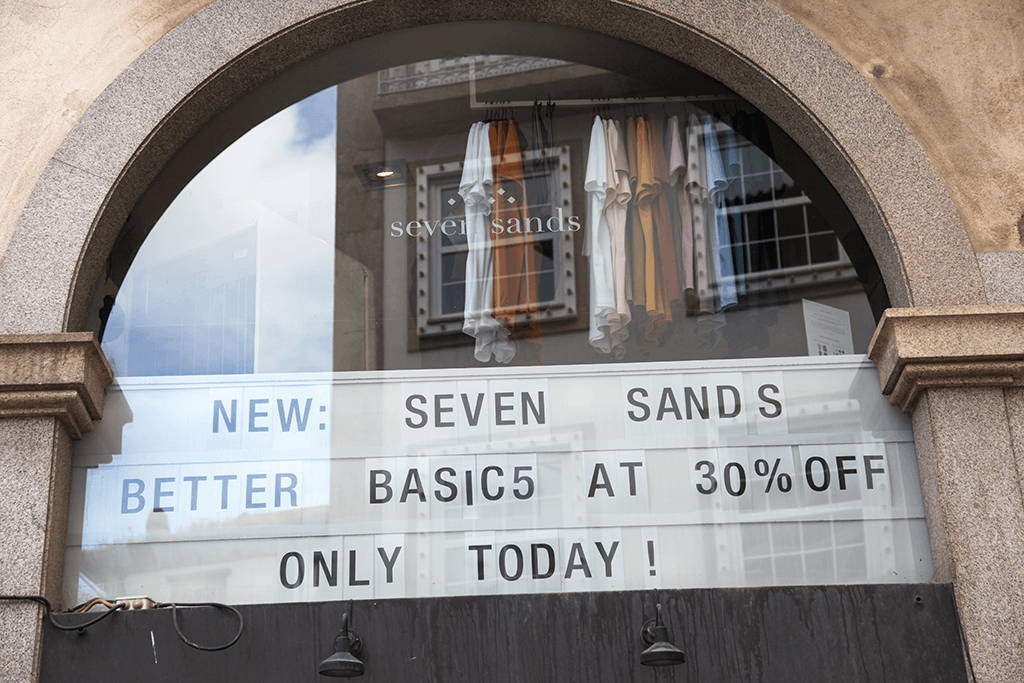 seven sands
NEW: SEVEN SANDS
BETTER BASIC5 AT 30% OFF
ONLY TODAY!